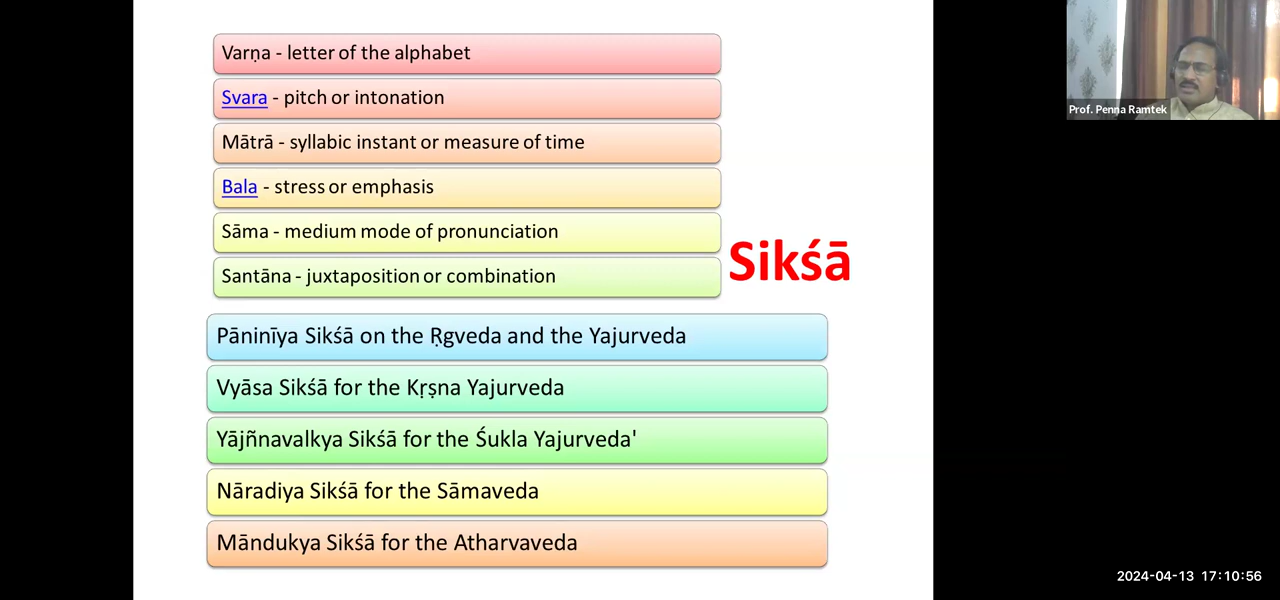 Varṇa - letter of the alphabet
Svara - pitch or intonation
Mātrā - syllabic instant or measure of time
Bala - stress or emphasis
Sāma - medium mode of pronunciation
Santāna - juxtaposition or combination
Sikśā
Pāninīya Sikśā on the Ṛgveda and the Yajurveda
Vyāsa Sikśā for the Kṛṣna Yajurveda
Yājñnavalkya Sikśā for the Śukla Yajurveda'
Nāradiya Sikśā for the Sāmaveda
Māndukya Sikśā for the Atharvaveda
Prof. Penna Ramtek
2024-04-13 17:10:56